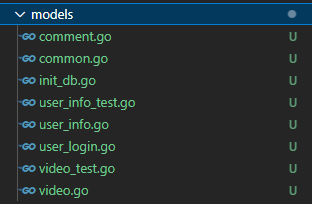 models
comment.go U
common.go U
init_db.go U
user_info_test.go U
user_info.go U
user_login.go U
video_test.go U
video.go U